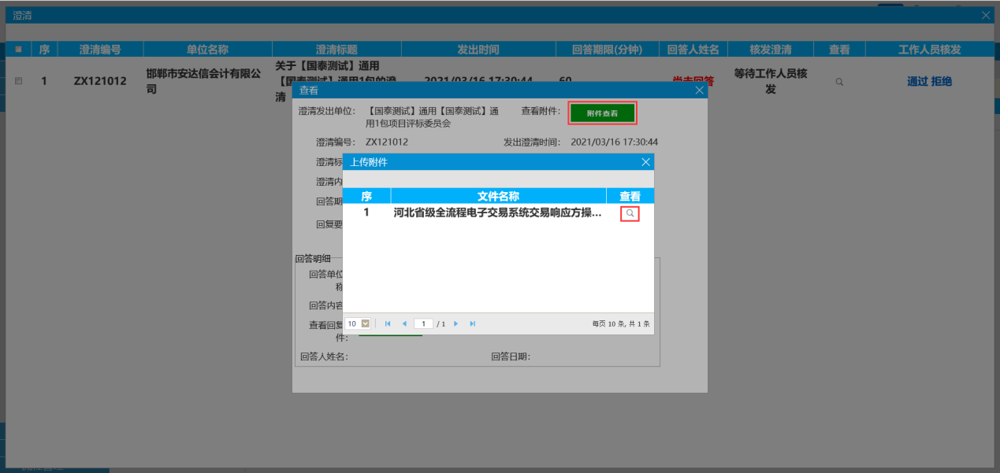 澄清
序 澄清编号 单位名称 澄清标题 发出时间 回答期限(分钟) 回答人姓名 核发澄清 查看 工作人员核发
关于【国泰测试】通用
1 ZX121012 邯郸市安达信会计有限公 【国泰测试】通用1包的澄 2021/03/16 17:30:44 60 尚未回答 等待工作人员核 通过 拒绝
司 清 发
查看
澄清发出单位： 【国泰测试】通用【国泰测试】通 查看附件： 附件查看
用1包项目评标委员会
澄清编号： ZX121012 发出澄清时间： 2021/03/16 17:30:44
澄清标
上传附件
澄清内
序 文件名称 查看
回答期
1 河北省级全流程电子交易系统交易响应方操...
回复要
回答明细
回答单位
称
回答内容
查看回复
件：
10 1 / 1 每页 10 条, 共 1 条
回答人姓名： 回答日期：